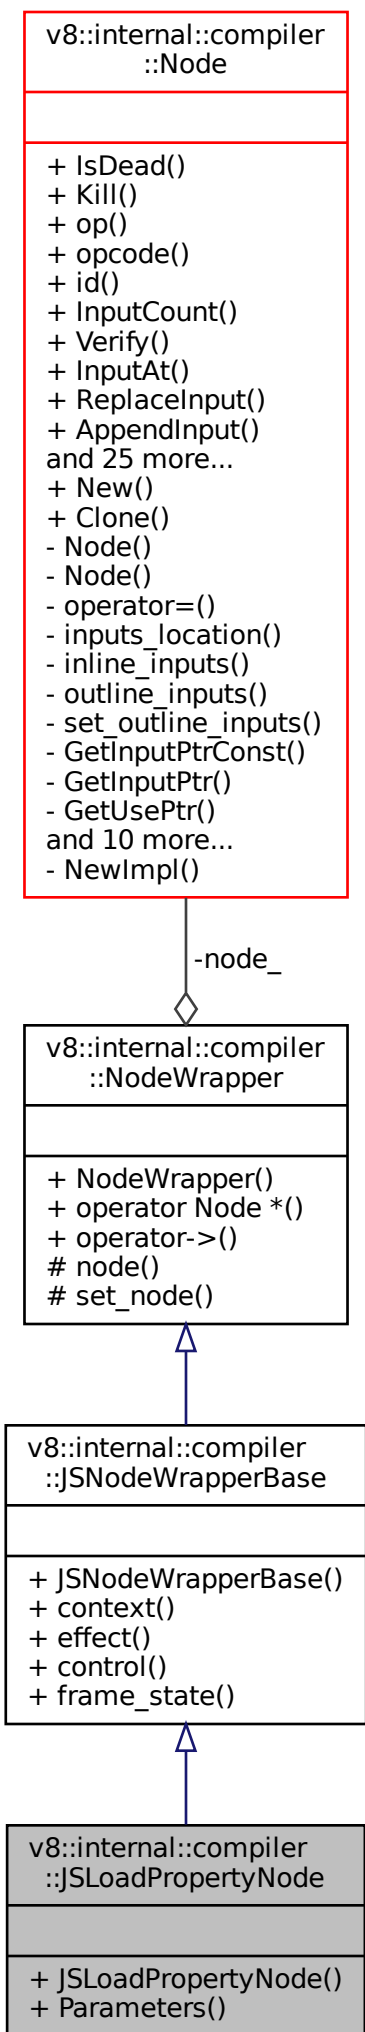 v8::internal::compiler
::Node
+ IsDead()
+ Kill()
+ op()
+ opcode()
+ id()
+ InputCount()
+ Verify()
+ InputAt()
+ ReplaceInput()
+ AppendInput()
and 25 more...
+ New()
+ Clone()
- Node()
- Node()
- operator=()
- inputs_location()
- inline_inputs()
- outline_inputs()
- set_outline_inputs()
- GetInputPtrConst()
- GetInputPtr()
- GetUsePtr()
and 10 more...
- NewImpl()
-node_
v8::internal::compiler
::NodeWrapper
+ NodeWrapper()
+ operator Node *()
+ operator->()
# node()
# set_node()
v8::internal::compiler
::JSNodeWrapperBase
+ JSNodeWrapperBase()
+ context()
+ effect()
+ control()
+ frame_state()
v8::internal::compiler
::JSLoadPropertyNode
+ JSLoadPropertyNode()
+ Parameters()